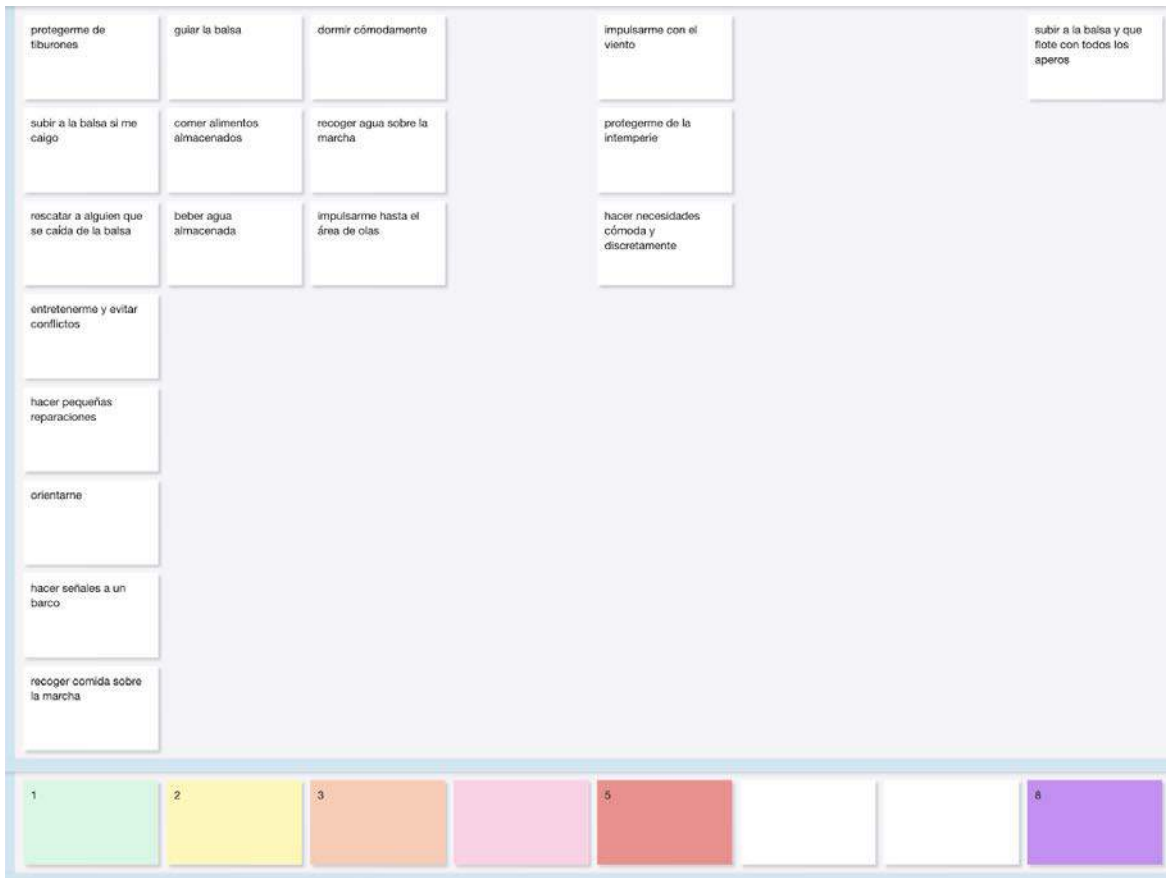 protegerme de
tiburones
guiar la balsa
dormir cómodamente
impulsarme con el
viento
subir a la balsa y que
flote con todos los
aperos
subir a la balsa si me
caigo
comer alimentos
almacenados
recoger agua sobre la
marcha
protegerme de la
intemperie
rescatar a alguien que
se caída de la balsa
beber agua
almacenada
impulsarme hasta el
área de olas
hacer necesidades
cómoda y
discretamente
entretenerme y evitar
conflictos
hacer pequeñas
reparaciones
orientarne
hacer señales a un
barco
recoger comida sobre
la marcha
1
2
3
5
8